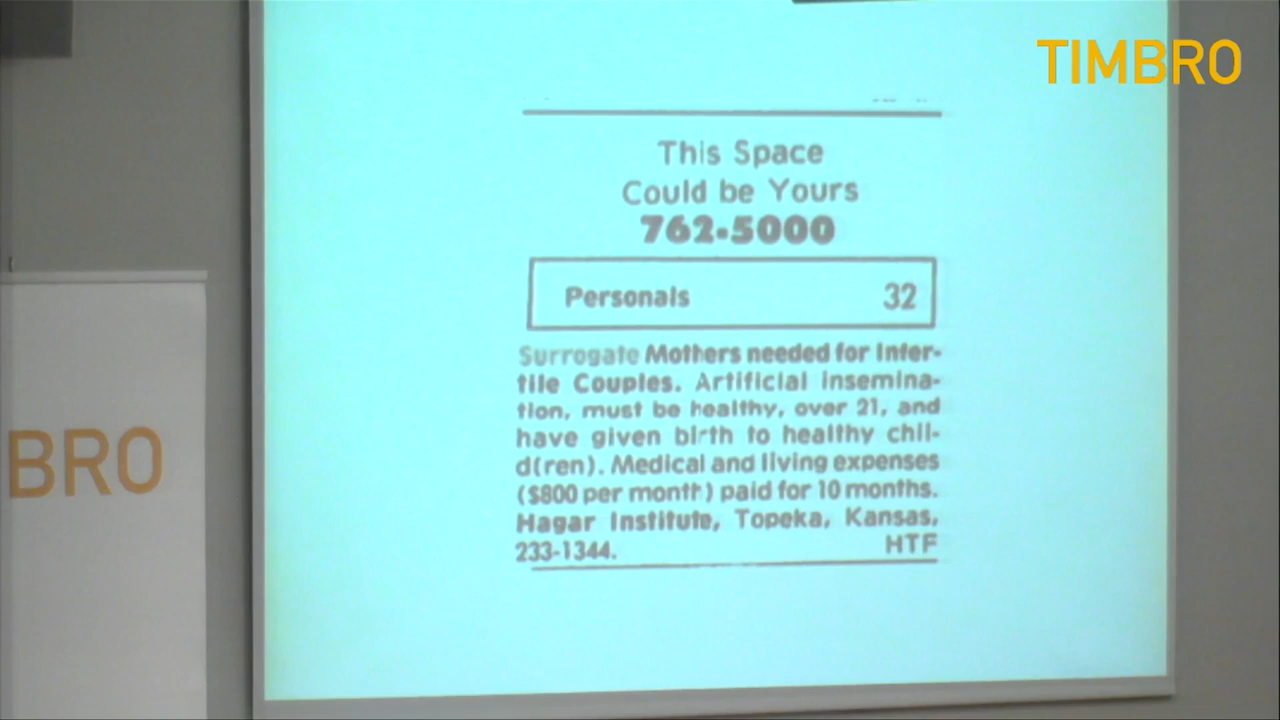 TIMBRO
This Space
Could be Yours
762-5000
Personals 32
Surrogate Mothers needed for Infer-
tile Couples. Artificial insemina-
tion, must be healthy, over 21, and
have given birth to healthy chil-
d(ren). Medical and living expenses
($800 per month) paid for 10 months.
Hagar Institute, Topeka, Kansas,
233-1344. HTF
BRO